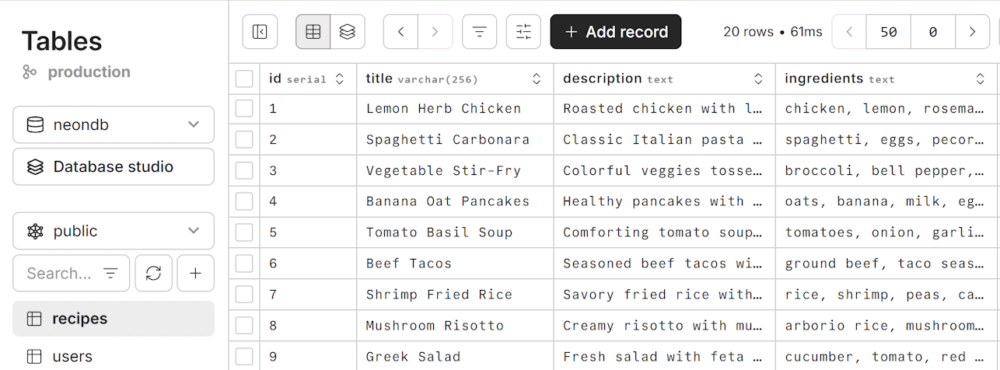 Tables
production
neondb
Database studio
public
Search...
recipes
users
Add record
20 rows • 61ms
50
0
id serial title varchar(256) description text ingredients text
1 Lemon Herb Chicken Roasted chicken with l… chicken, lemon, rosema…
2 Spaghetti Carbonara Classic Italian pasta … spaghetti, eggs, pecor…
3 Vegetable Stir-Fry Colorful veggies tosse… broccoli, bell pepper,…
4 Banana Oat Pancakes Healthy pancakes with … oats, banana, milk, eg…
5 Tomato Basil Soup Comforting tomato soup… tomatoes, onion, garli…
6 Beef Tacos Seasoned beef tacos wi… ground beef, taco seas…
7 Shrimp Fried Rice Savory fried rice with… rice, shrimp, peas, ca…
8 Mushroom Risotto Creamy risotto with mu… arborio rice, mushroom…
9 Greek Salad Fresh salad with feta … cucumber, tomato, red …